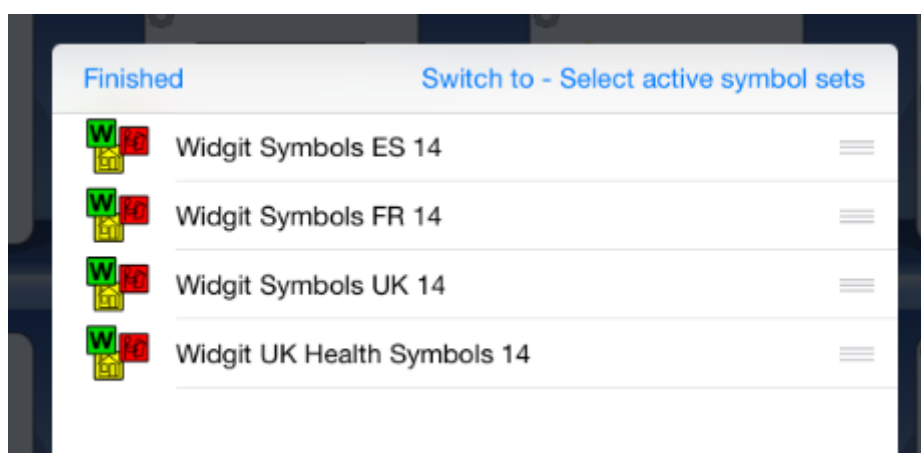 Finished Switch to - Select active symbol sets
Widgit Symbols ES 14
Widgit Symbols FR 14
Widgit Symbols UK 14
Widgit UK Health Symbols 14